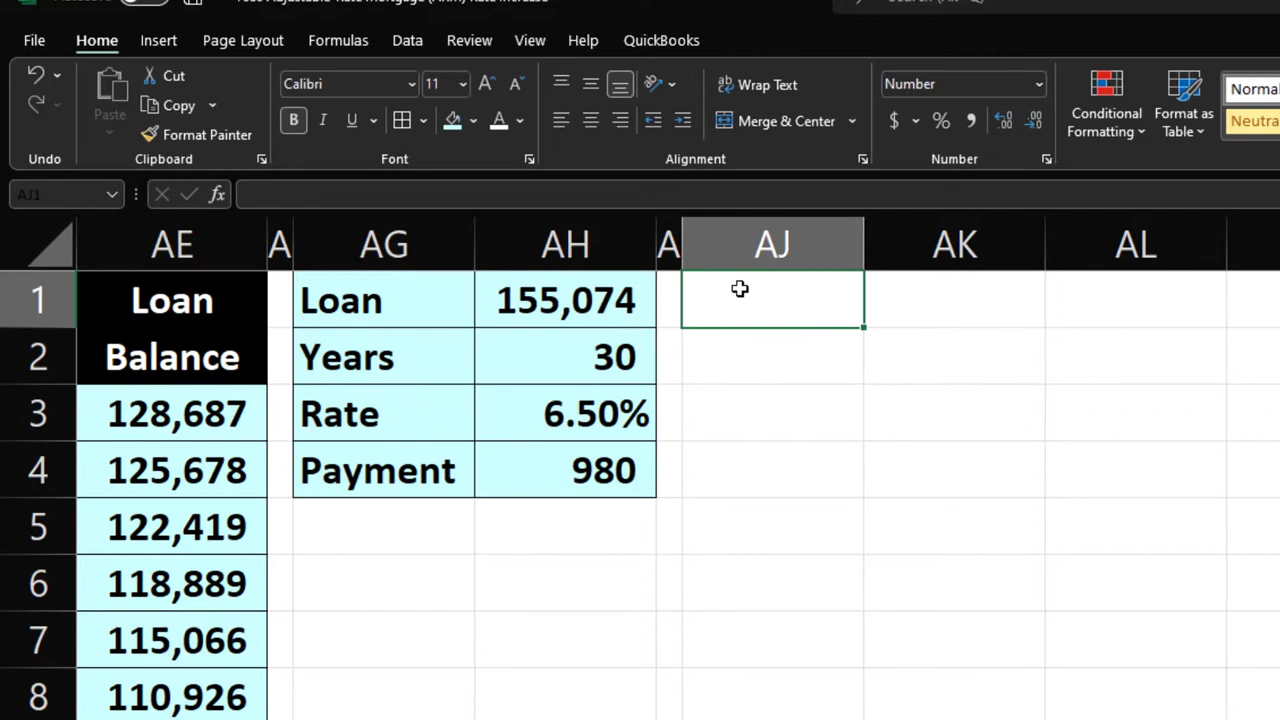 File Home Insert Page Layout Formulas Data Review View Help QuickBooks
Cut
Copy
Format Painter
Paste
Undo Clipboard
Calibri 11
B I U A
Font
ab Wrap Text
Merge & Center
Alignment
Number
$ % ,
Number
Conditional Formatting
Format as Table
Normal
Neutra
AJ1 fx
AE A AG AH A AJ AK AL
1 Loan Loan 155,074
2 Balance Years 30
3 128,687 Rate 6.50%
4 125,678 Payment 980
5 122,419
6 118,889
7 115,066
8 110,926